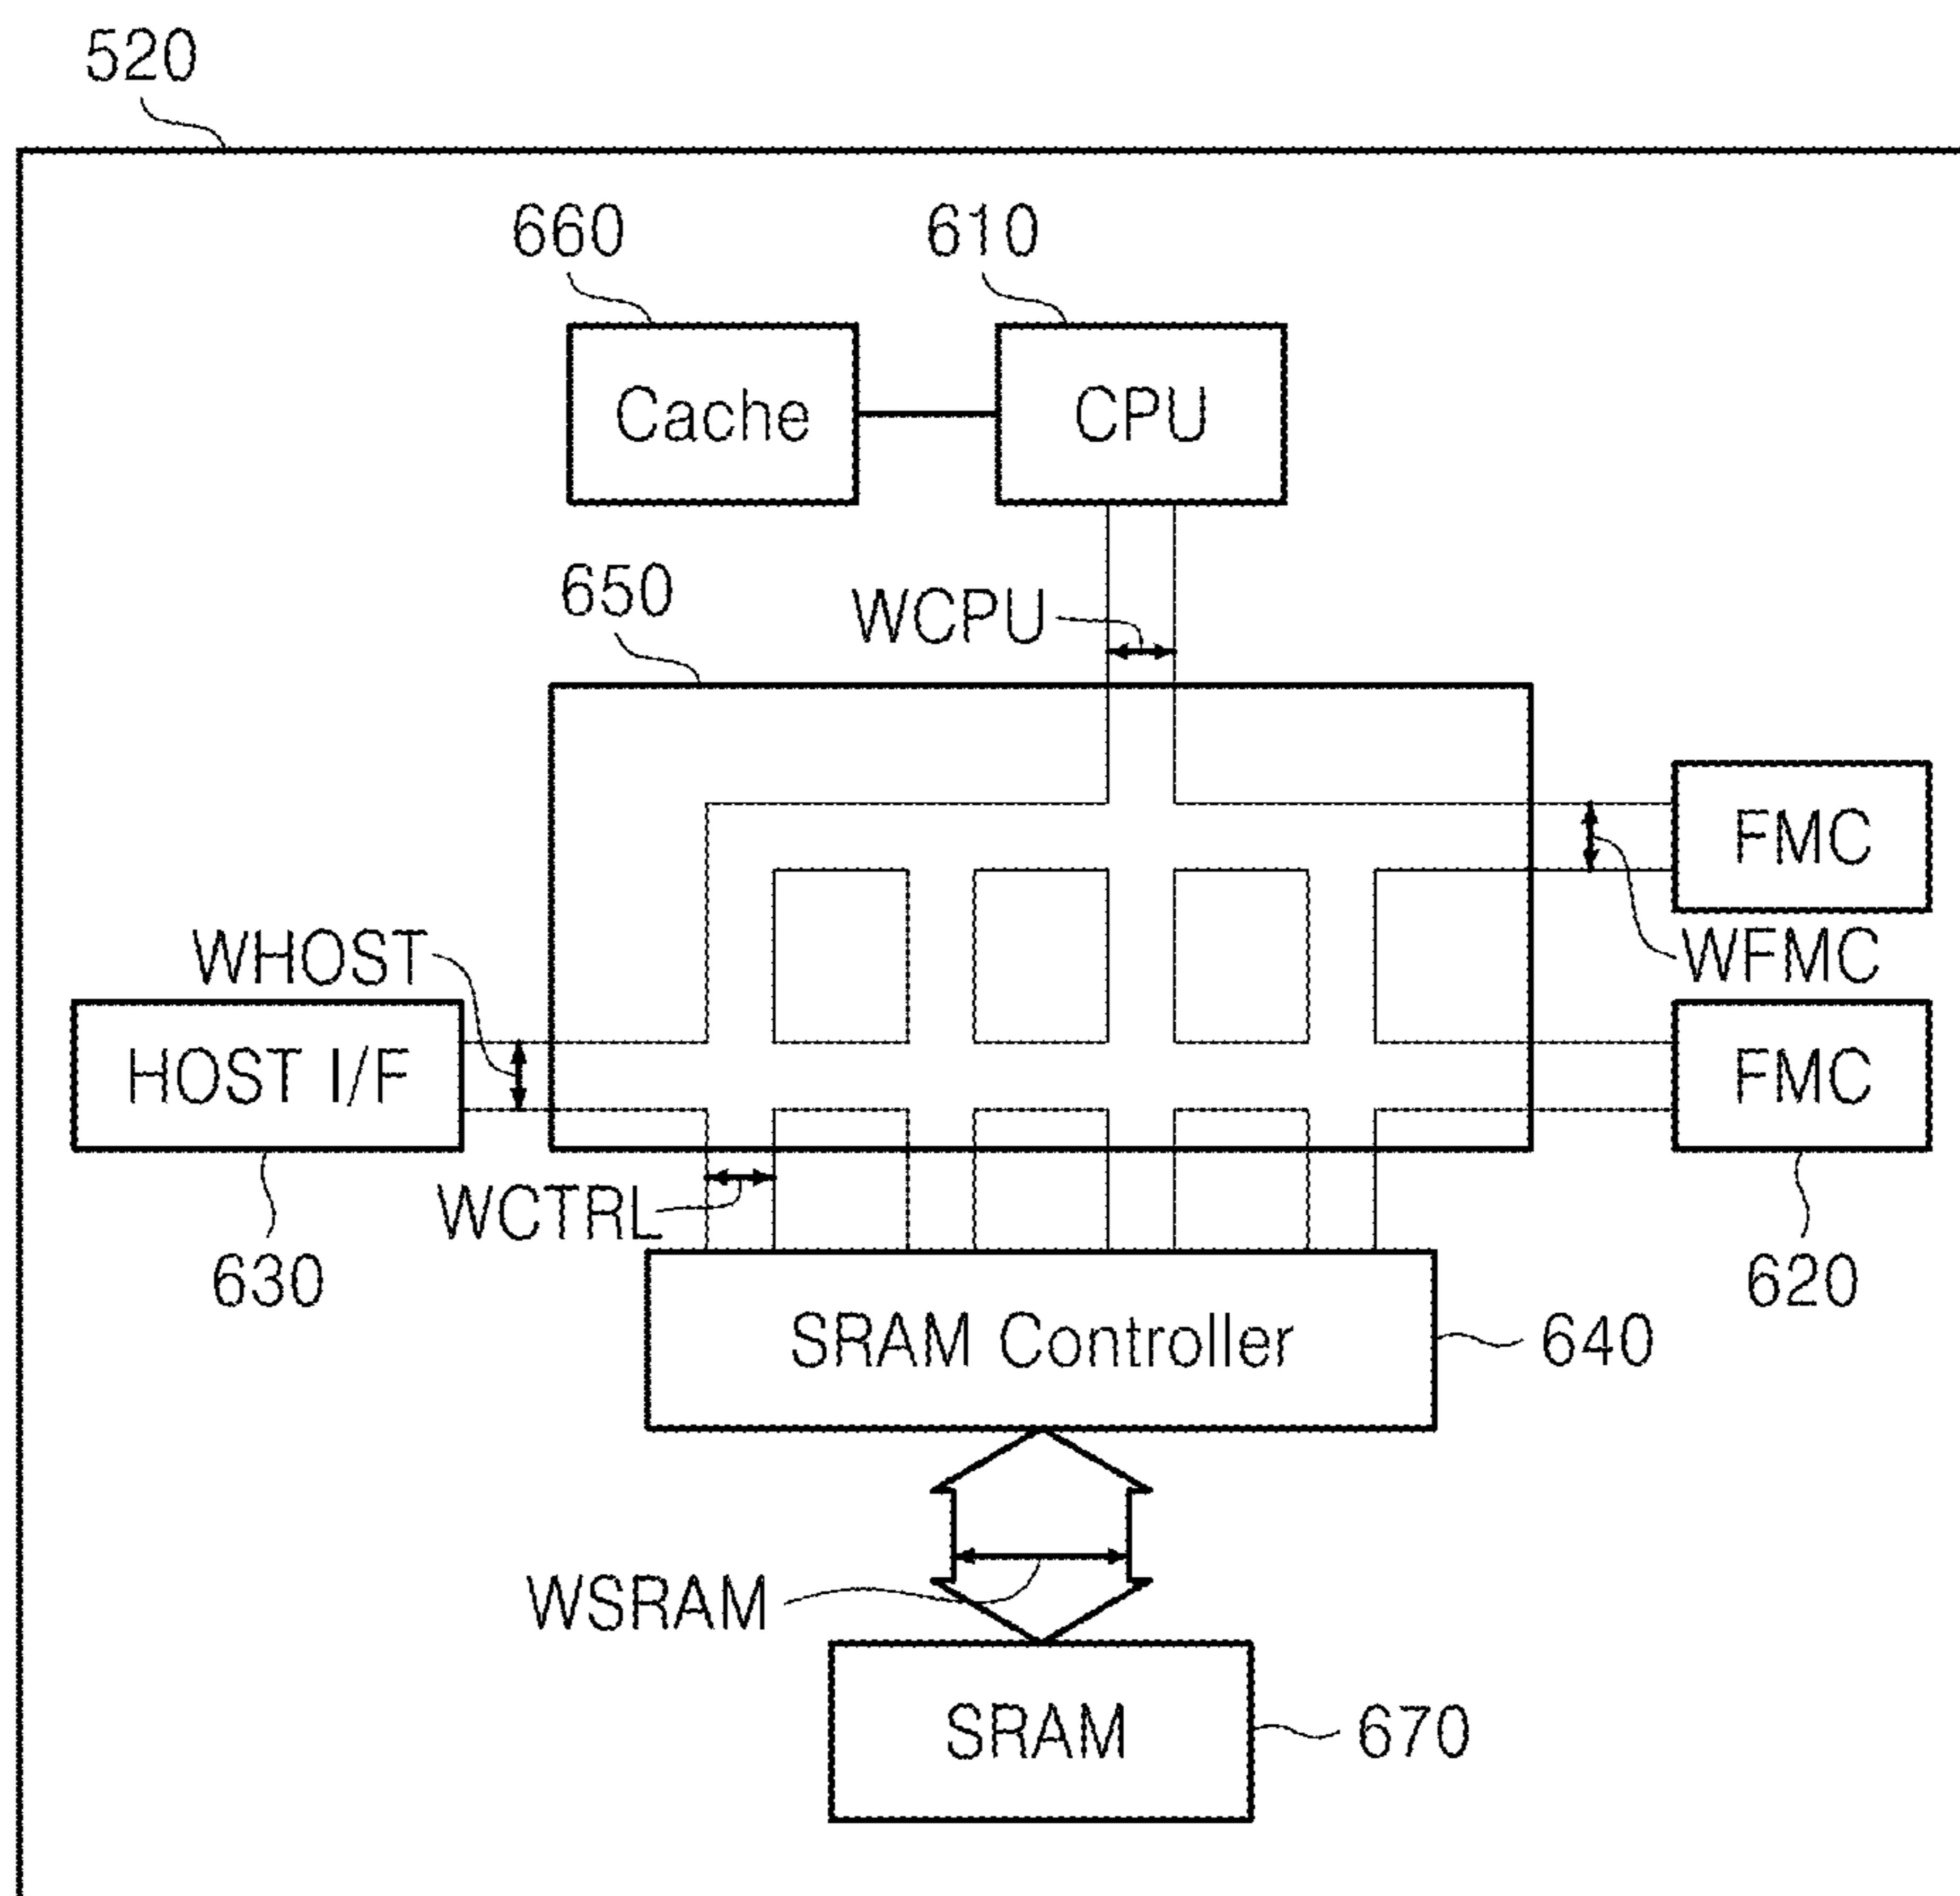 520
660
610
Cache
CPU
650
WCPU
FMC
WHOST
WFMC
HOST I/F
FMC
WCTRL
630
620
SRAM Controller
640
WSRAM
SRAM
670